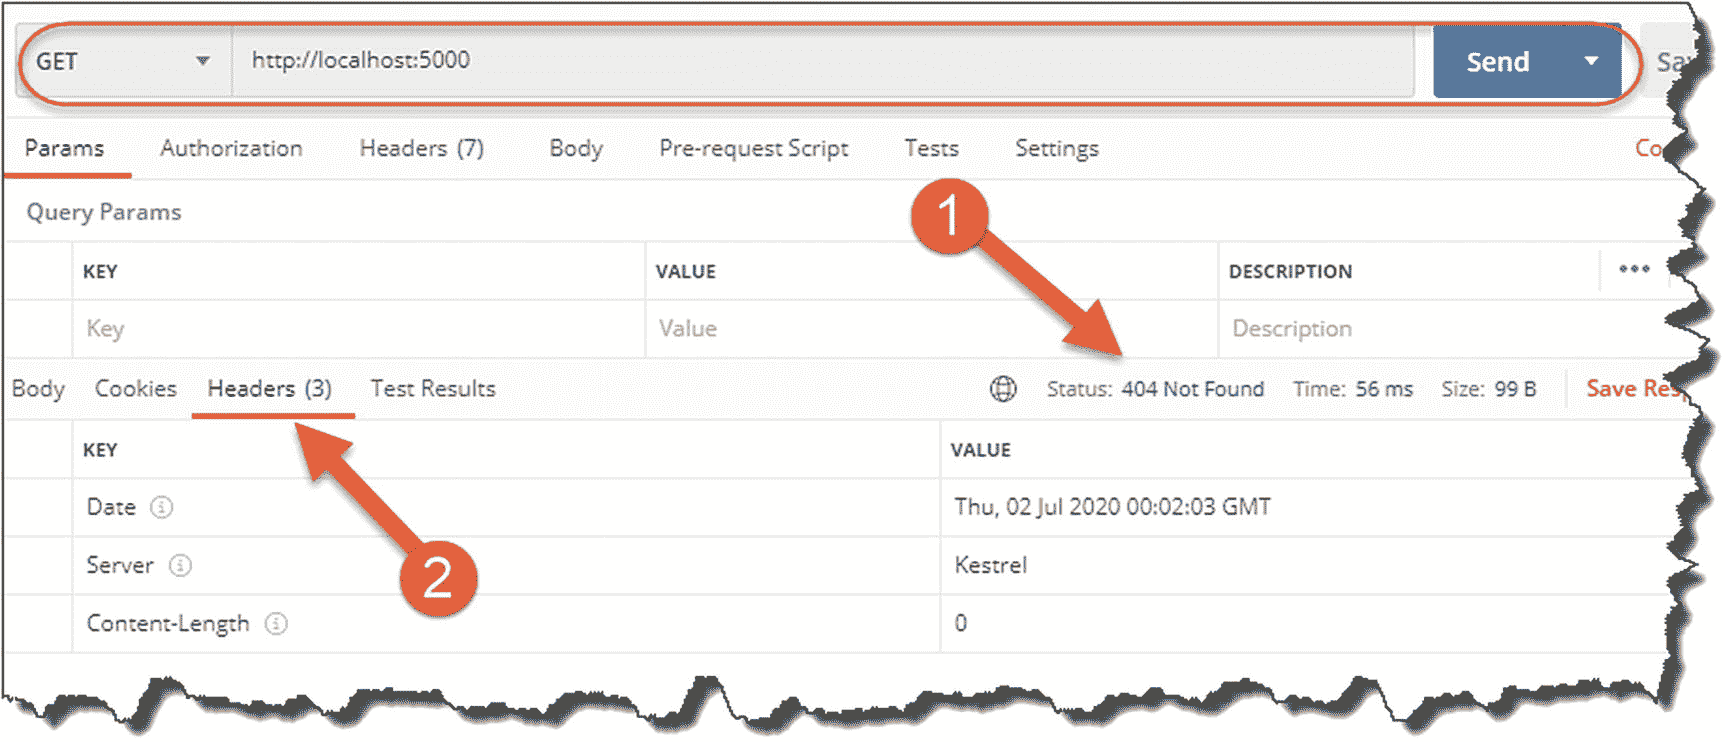 GET http://localhost:5000 Send
Params Authorization Headers (7) Body Pre-request Script Tests Settings
Query Params
1
KEY VALUE DESCRIPTION •••
Key Value Description
Body Cookies Headers (3) Test Results Status: 404 Not Found Time: 56 ms Size: 99 B Save
KEY VALUE
Date Thu, 02 Jul 2020 00:02:03 GMT
Server Kestrel
2
Content-Length 0